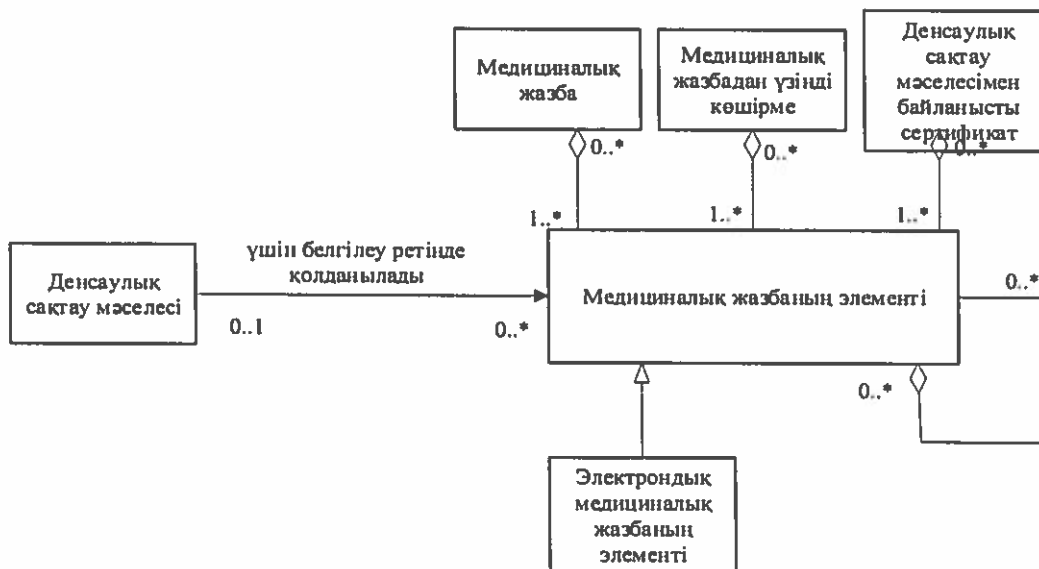 Медициналық
жазба
Медициналық
жазбадан үзінді
көшірме
Денсаулық
сақтау
мәселесімен
байланысты
сертификат
0..*
0..*
0..*
1..*
1..*
1..*
үшін белгілеу ретінде
қолданылады
Денсаулық
сақтау мәселесі
0..1
0..*
Медициналық жазбаның элементі
0..*
0..*
Электрондық
медициналық
жазбаның
элементі